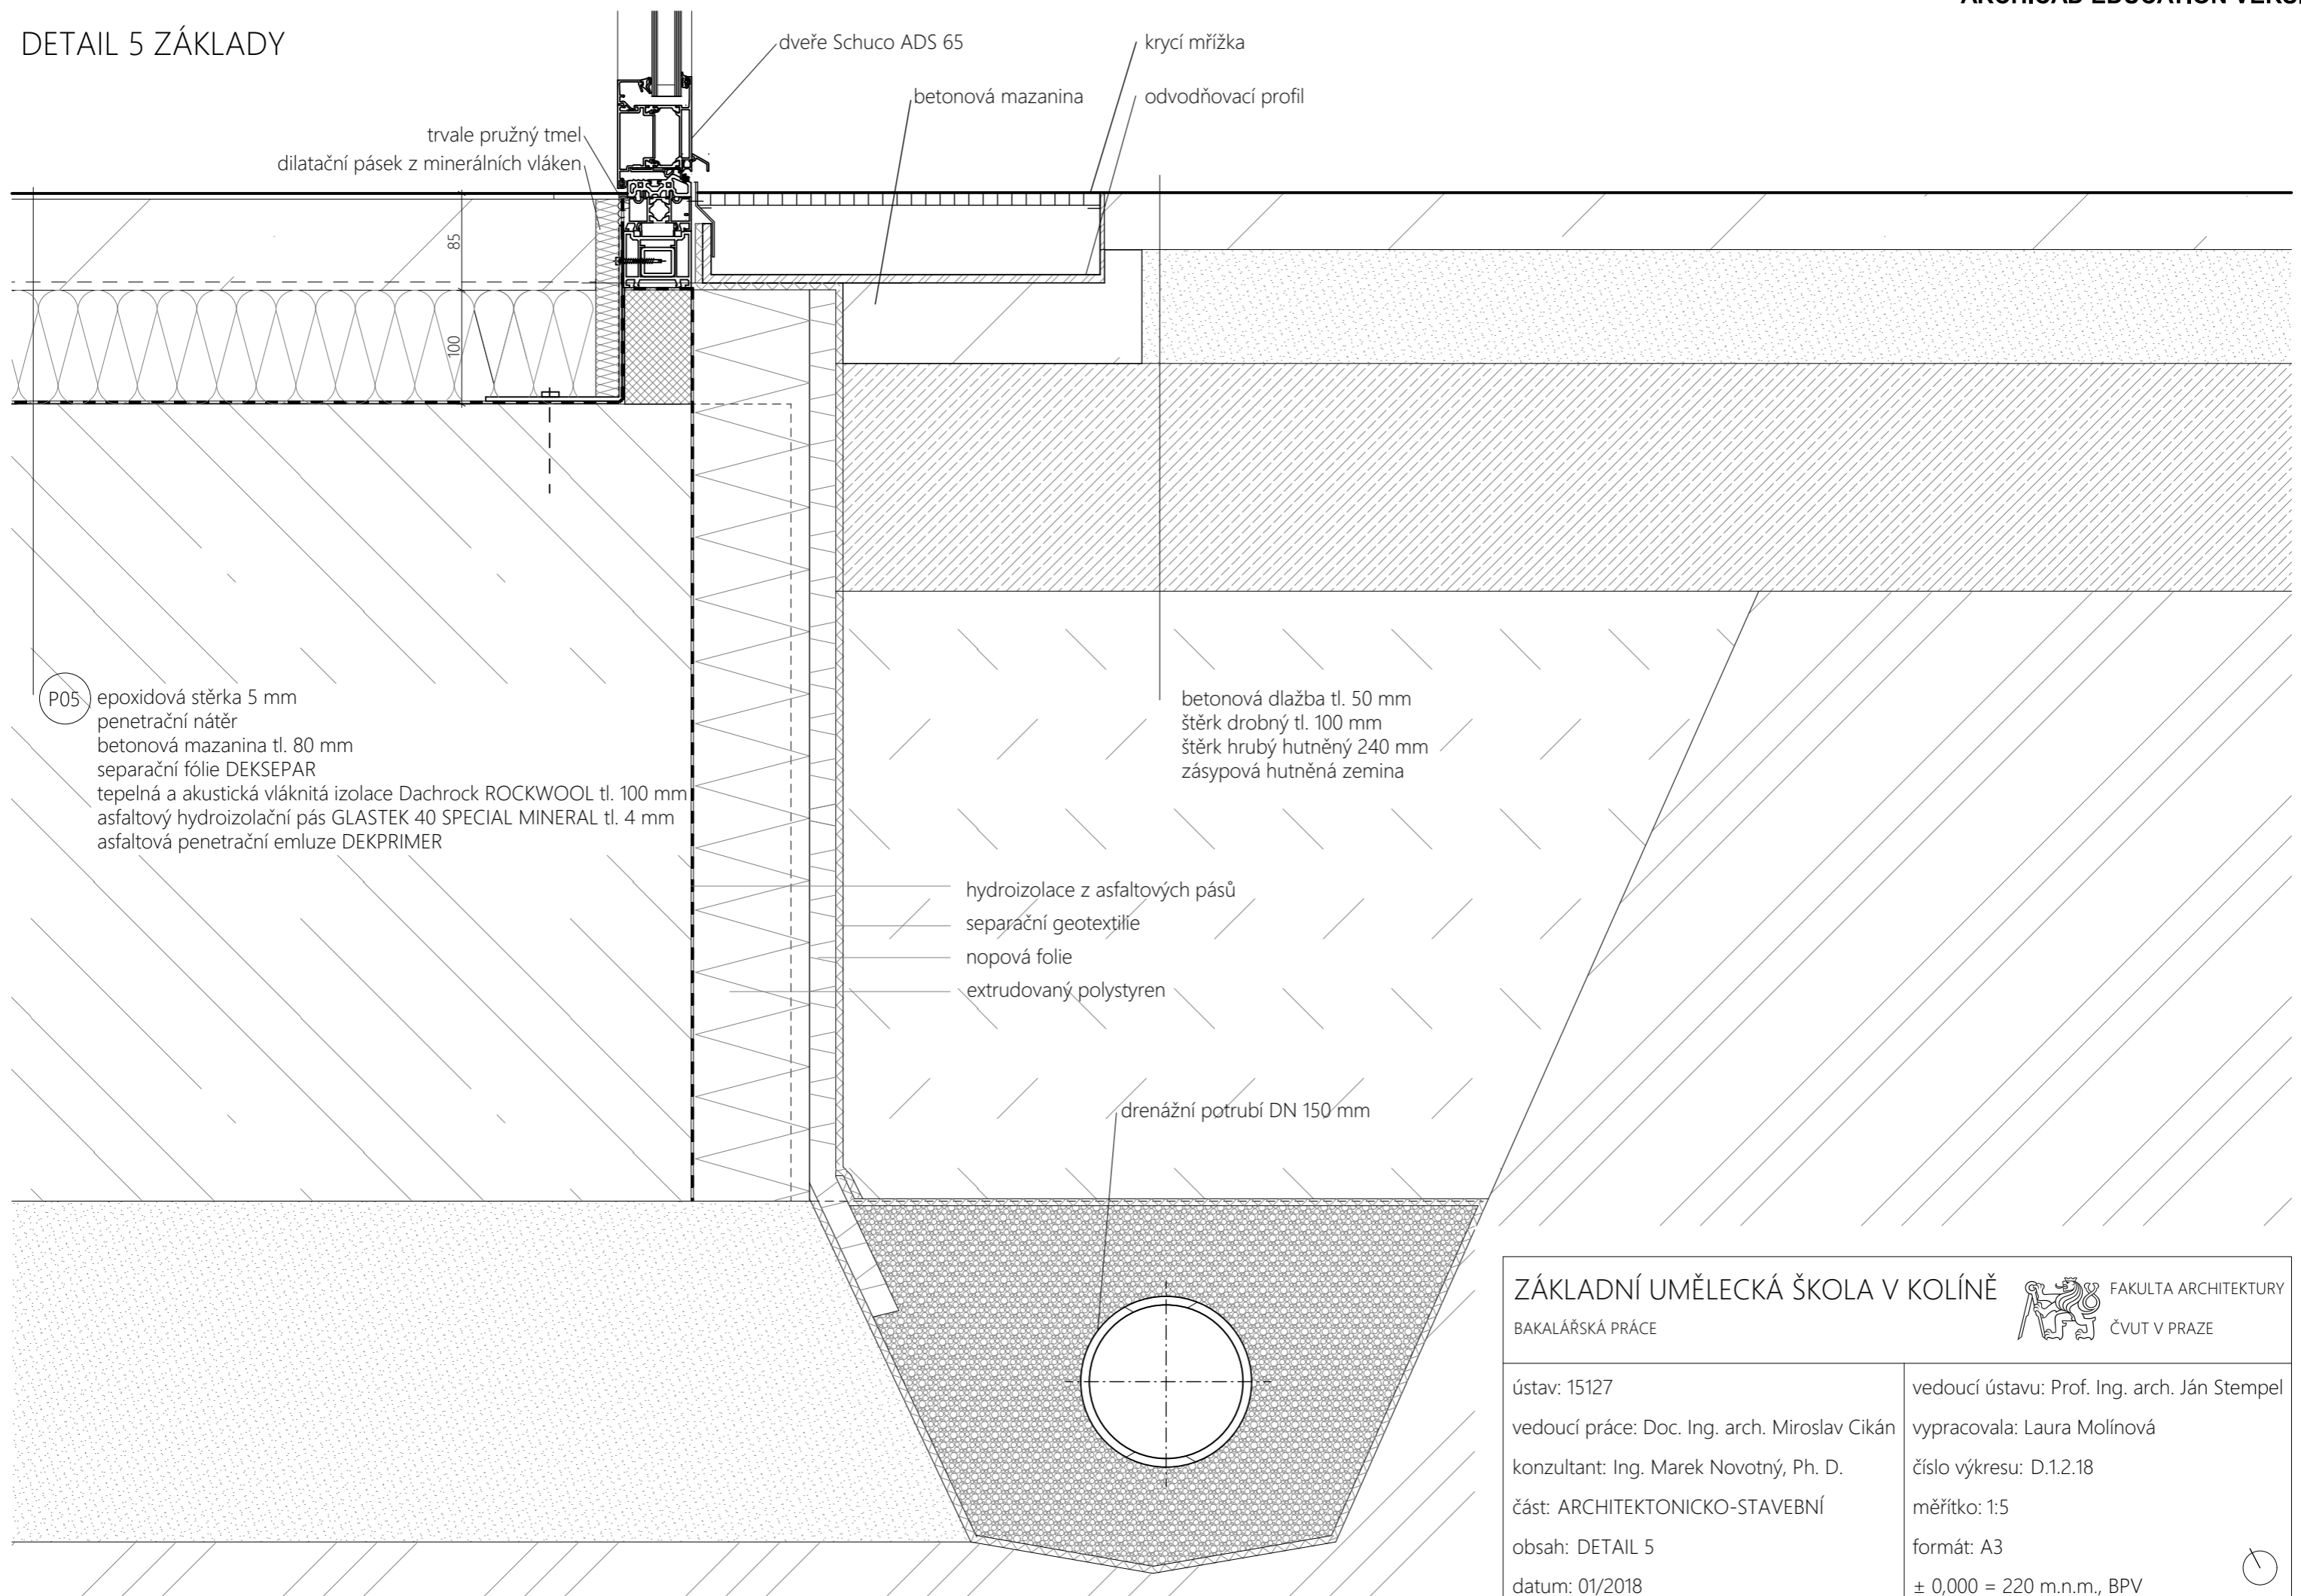 DETAIL 5 ZÁKLADY
dveře Schuco ADS 65
krycí mřížka
betonová mazanina
odvodňovací profil
trvale pružný tmel
dilatační pásek z minerálních vláken
85
100
P05
epoxidová stěrka 5 mm
penetrační nátěr
betonová mazanina tl. 80 mm
separační fólie DEKSEPAR
tepelná a akustická vláknitá izolace Dachrock ROCKWOOL tl. 100 mm
asfaltový hydroizolační pás GLASTEK 40 SPECIAL MINERAL tl. 4 mm
asfaltová penetrační emluze DEKPRIMER
betonová dlažba tl. 50 mm
štěrk drobný tl. 100 mm
štěrk hrubý hutněný 240 mm
zásypová hutněná zemina
hydroizolace z asfaltových pásů
separační geotextilie
nopová folie
extrudovaný polystyren
drenážní potrubí DN 150 mm
ZÁKLADNÍ UMĚLECKÁ ŠKOLA V KOLÍNĚ
BAKALÁŘSKÁ PRÁCE
FAKULTA ARCHITEKTURY
ČVUT V PRAZE
ústav: 15127
vedoucí práce: Doc. Ing. arch. Miroslav Cikán
konzultant: Ing. Marek Novotný, Ph. D.
část: ARCHITEKTONICKO-STAVEBNÍ
obsah: DETAIL 5
datum: 01/2018
vedoucí ústavu: Prof. Ing. arch. Ján Stempel
vypracovala: Laura Molínová
číslo výkresu: D.1.2.18
měřítko: 1:5
formát: A3
± 0,000 = 220 m.n.m., BPV